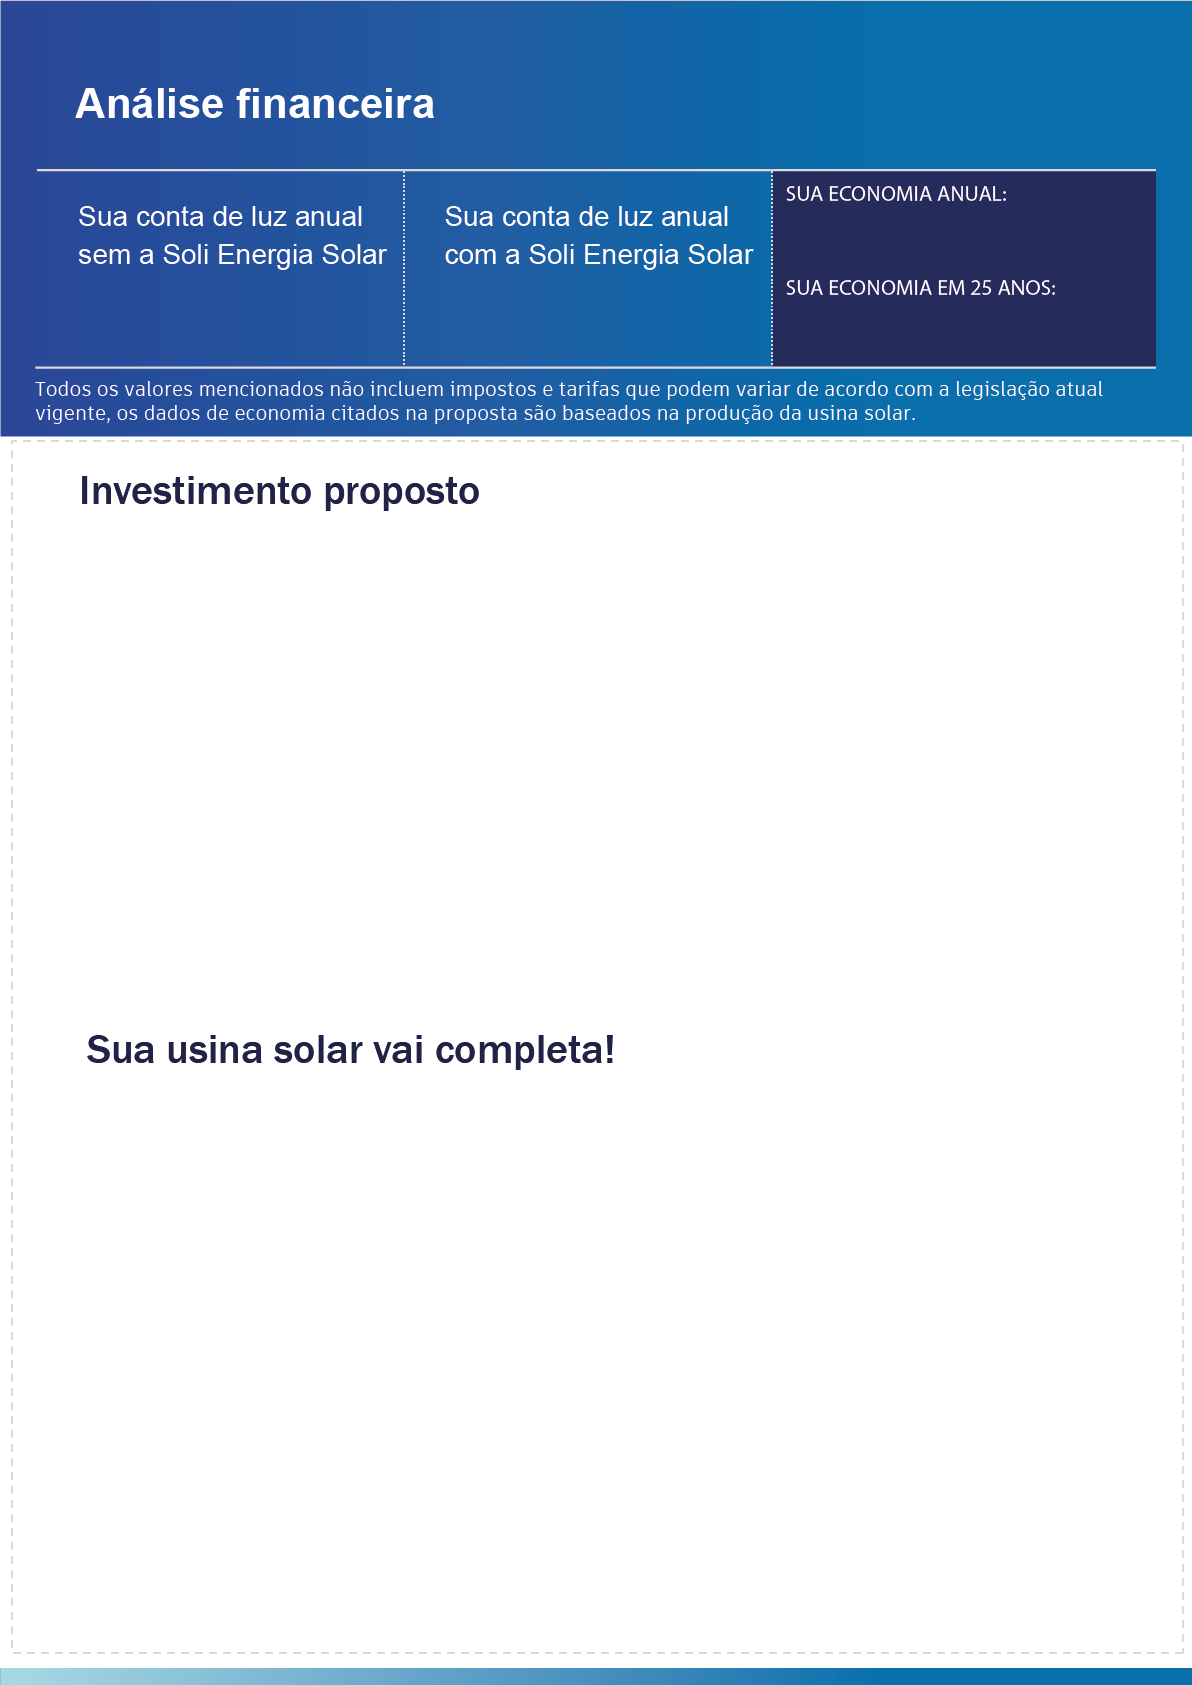 Análise financeira
Sua conta de luz anual
sem a Soli Energia Solar
Sua conta de luz anual
com a Soli Energia Solar
SUA ECONOMIA ANUAL:
SUA ECONOMIA EM 25 ANOS:
Todos os valores mencionados não incluem impostos e tarifas que podem variar de acordo com a legislação atual
vigente, os dados de economia citados na proposta são baseados na produção da usina solar.
Investimento proposto
Sua usina solar vai completa!